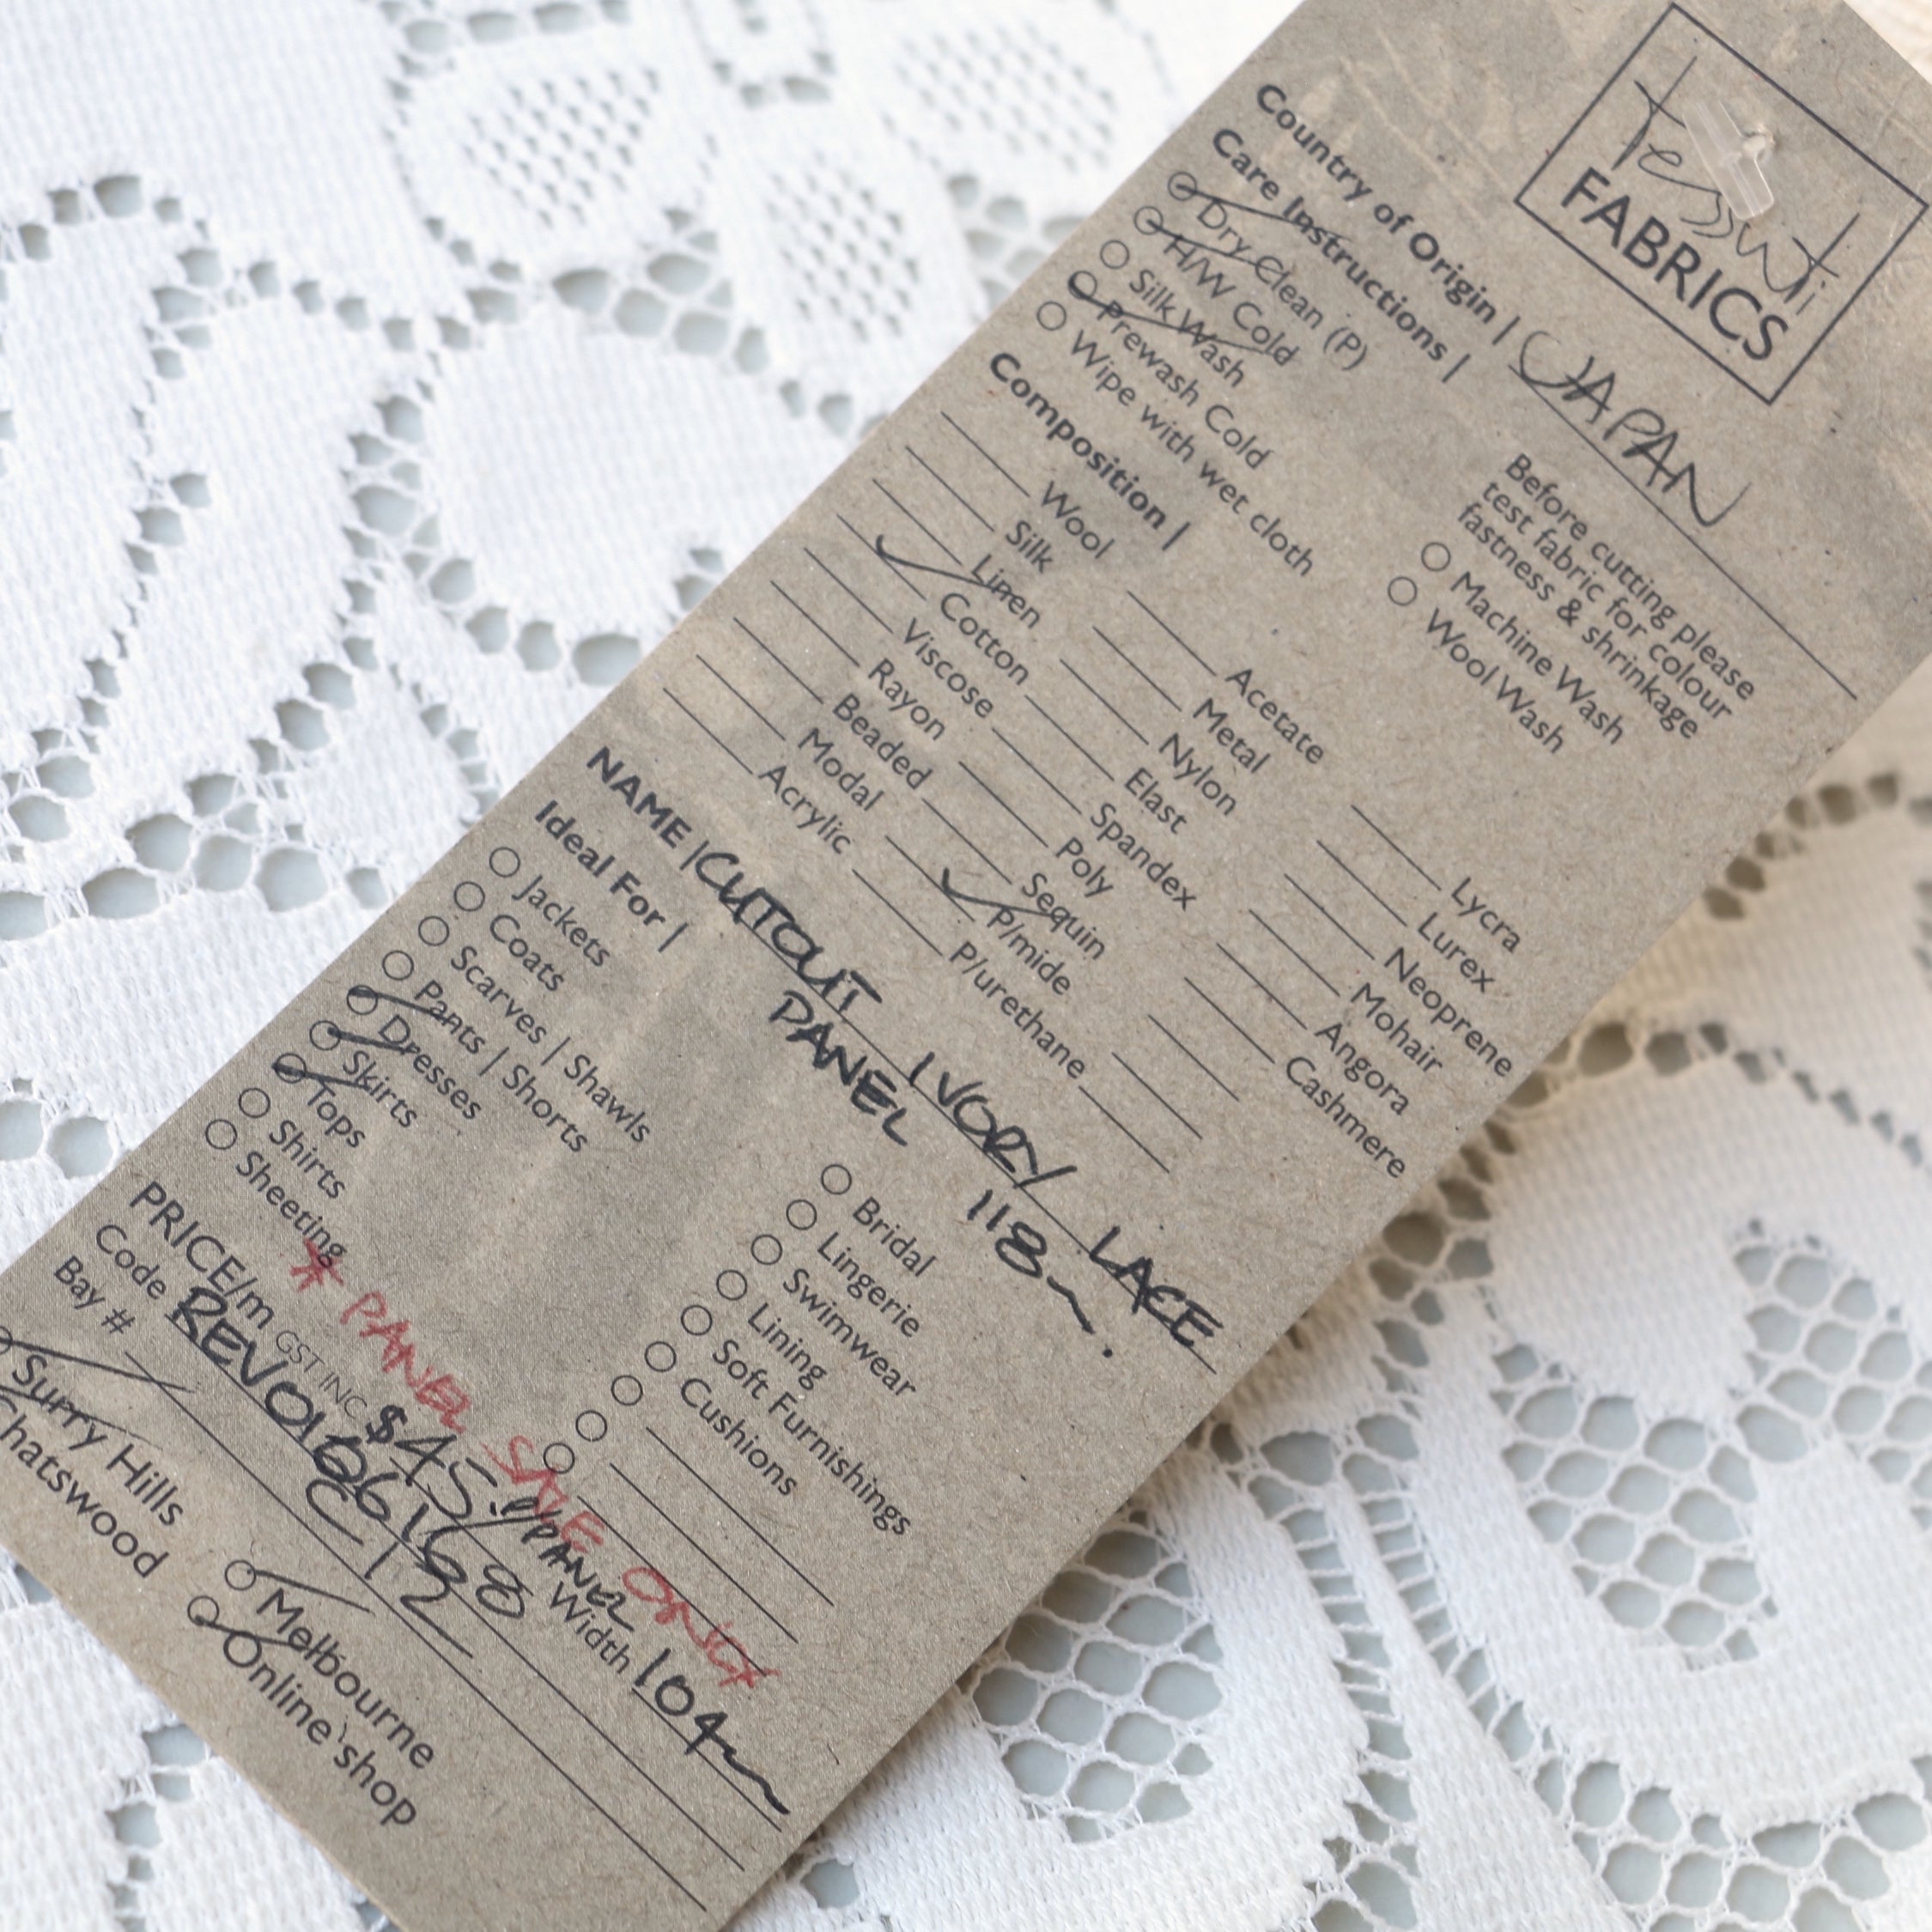 tessuti
FABRICS
Country of Origin | JAPAN
Care Instructions |
Dry Clean (P)
H/W Cold
Silk Wash
Prewash Cold
Wipe with wet cloth
Before cutting please
test fabric for colour
fastness & shrinkage
Machine Wash
Wool Wash
Composition |
Wool
Silk
Linen
Cotton
Viscose
Rayon
Beaded
Modal
Acrylic
Acetate
Metal
Nylon
Elast
Spandex
Poly
Sequin
P/mide
P/urethane
Lycra
Lurex
Neoprene
Mohair
Angora
Cashmere
NAME | CUTOUT IVORY LACE
PANEL 118
Ideal For |
Jackets
Coats
Scarves | Shawls
Pants | Shorts
Dresses
Skirts
Tops
Shirts
Sheeting
Bridal
Lingerie
Swimwear
Lining
Soft Furnishings
Cushions
* PANEL SALE ONLY
PRICE/m GST INC $45. /PANEL Width 104
Code
Bay # C12
Surry Hills
Chatswood
Melbourne
Online shop